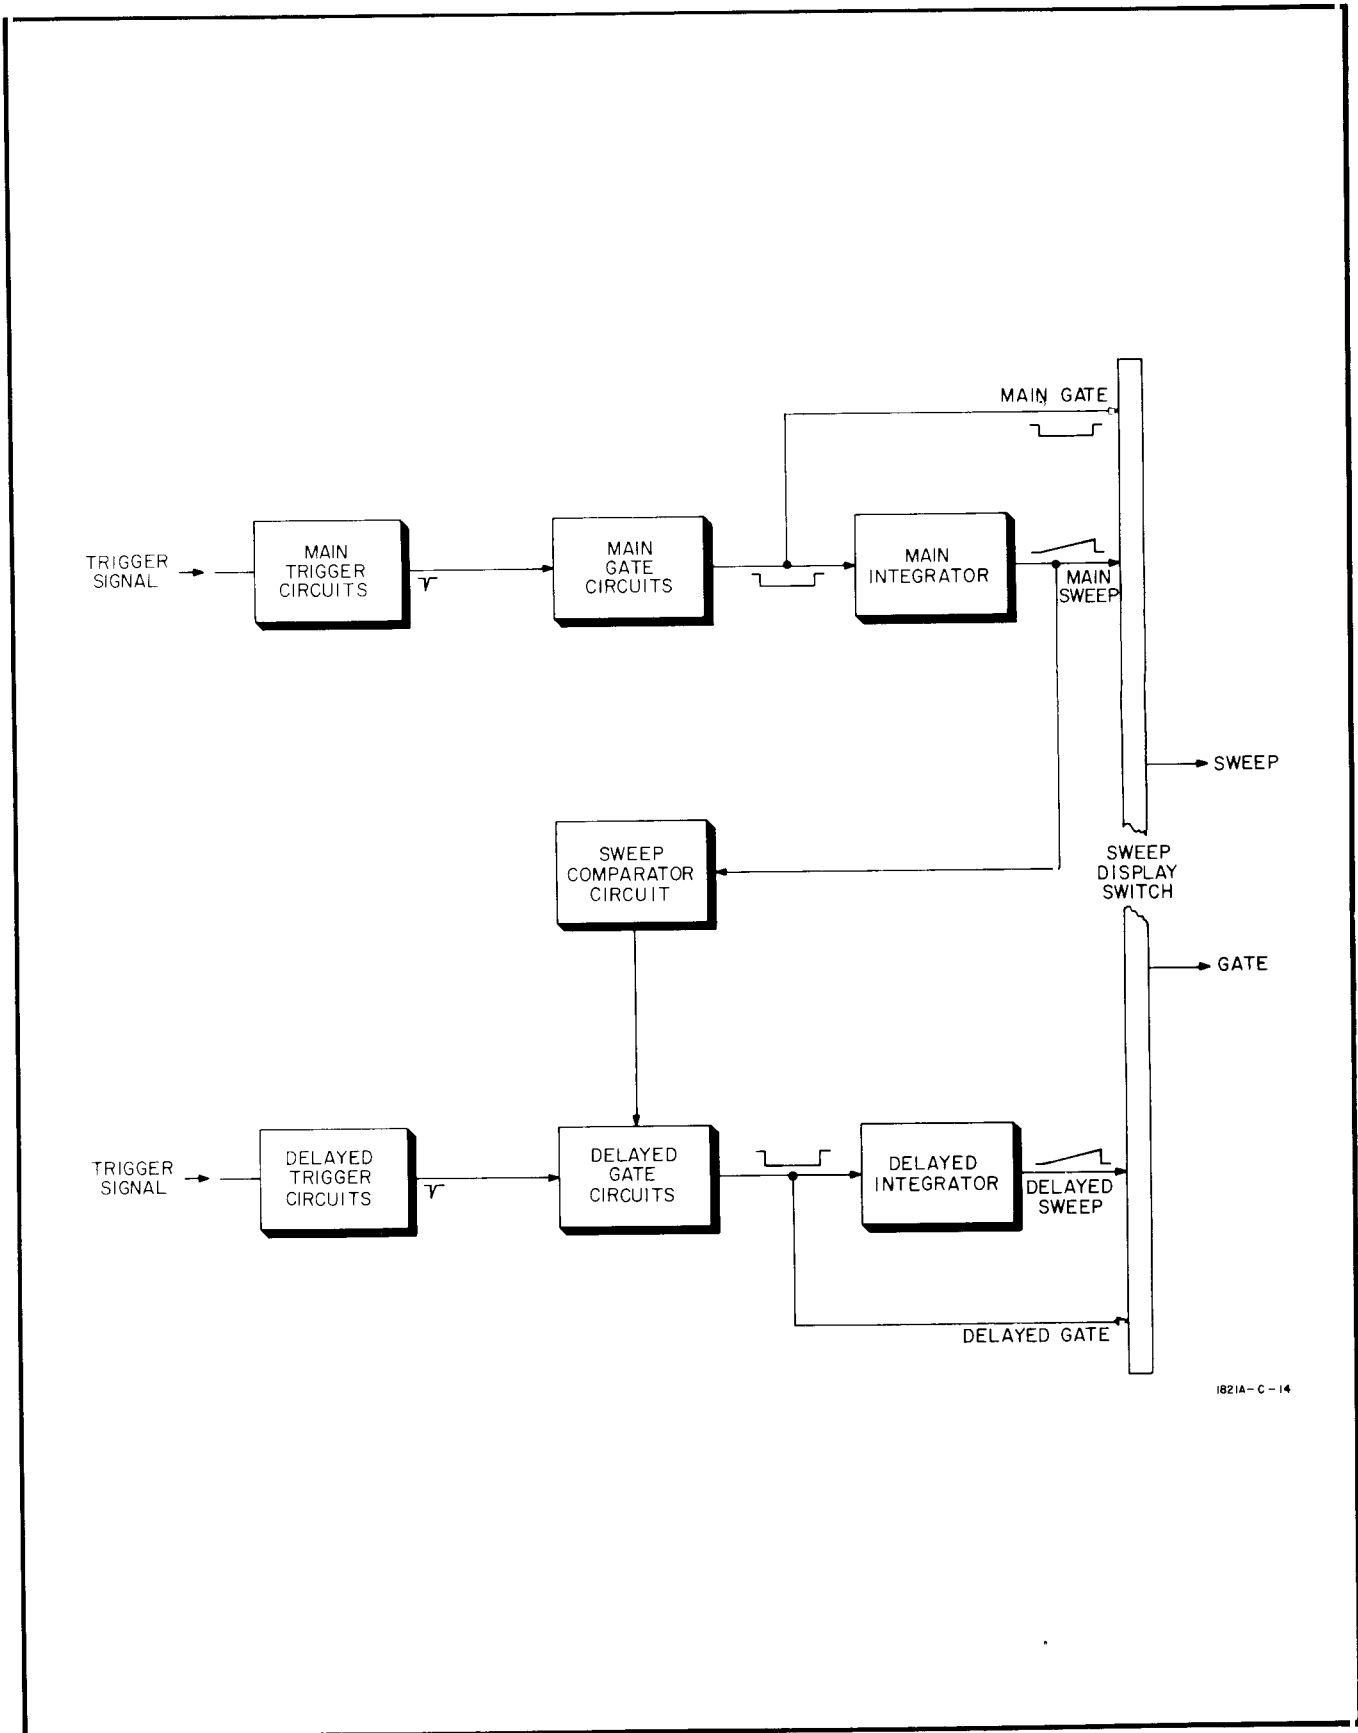 MAIN GATE
TRIGGER
SIGNAL
MAIN
TRIGGER
CIRCUITS
MAIN
GATE
CIRCUITS
MAIN
INTEGRATOR
MAIN
SWEEP
SWEEP
SWEEP
COMPARATOR
CIRCUIT
SWEEP
DISPLAY
SWITCH
GATE
TRIGGER
SIGNAL
DELAYED
TRIGGER
CIRCUITS
DELAYED
GATE
CIRCUITS
DELAYED
INTEGRATOR
DELAYED
SWEEP
DELAYED GATE
1821A-C-14